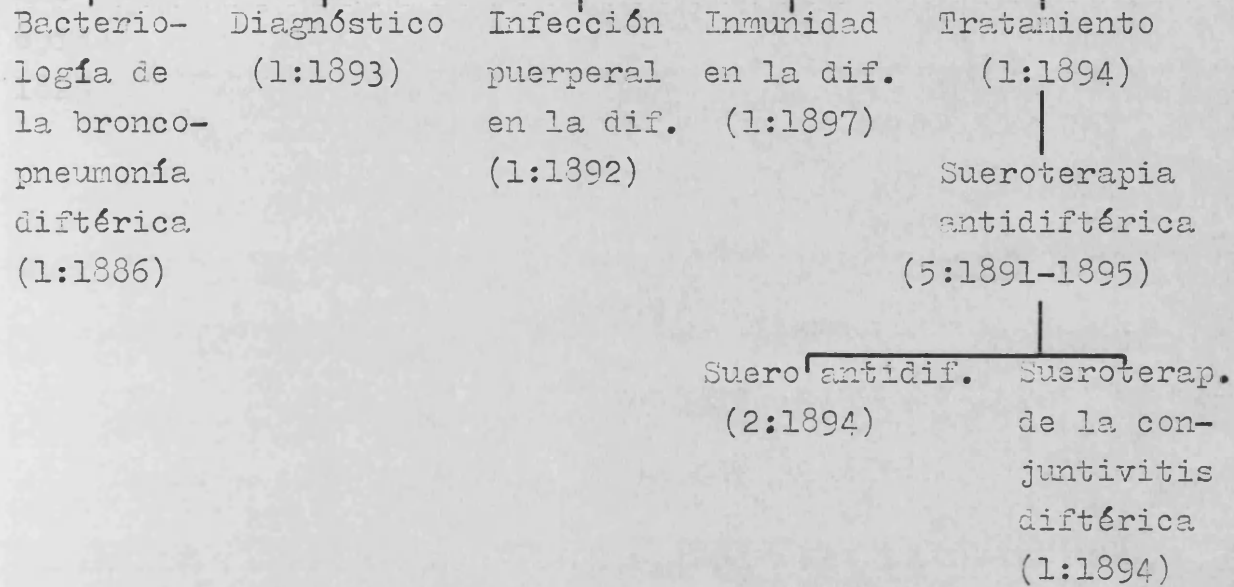 Bacterio-
logía de
la bronco-
pneumonía
diftérica
(1:1886)
Diagnóstico
(1:1893)
Infección
puerperal
en la dif.
(1:1892)
Inmunidad
en la dif.
(1:1897)
Tratamiento
(1:1894)
Sueroterapia
antidiftérica
(5:1891-1895)
Suero antidif.
(2:1894)
Sueroterap.
de la con-
juntivitis
diftérica
(1:1894)